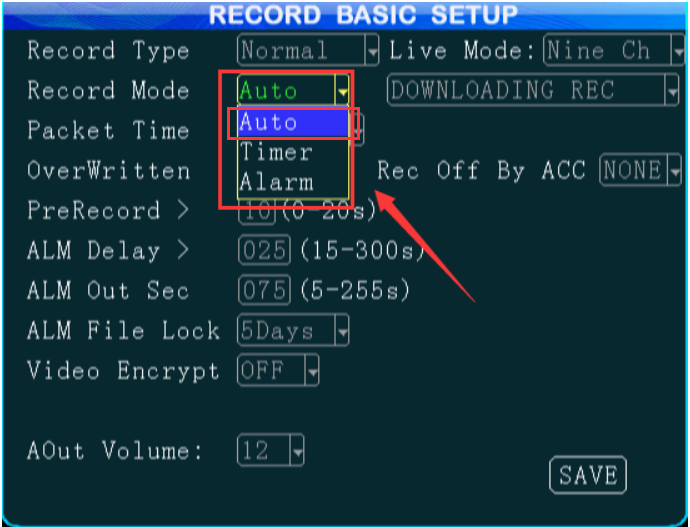 RECORD BASIC SETUP
Record Type Normal Live Mode: Nine Ch
Record Mode Auto DOWNLOADING REC
Packet Time Auto
Timer
OverWritten Rec Off By ACC NONE
Alarm
PreRecord > 10 (0-20s)
ALM Delay > 025 (15-300s)
ALM Out Sec 075 (5-255s)
ALM File Lock 5Days
Video Encrypt OFF
AOut Volume: 12
SAVE